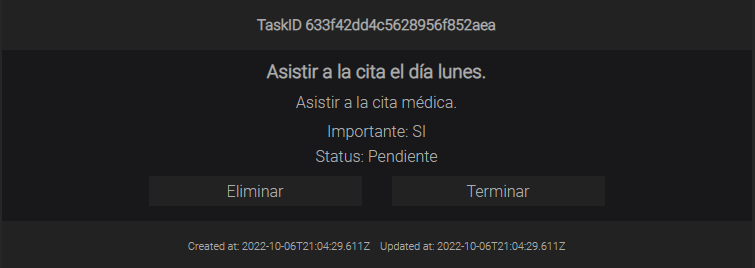 TaskID 633f42dd4c5628956f852aea
Asistir a la cita el día lunes.
Asistir a la cita médica.
Importante: SI
Status: Pendiente
Eliminar Terminar
Created at: 2022-10-06T21:04:29.611Z Updated at: 2022-10-06T21:04:29.611Z